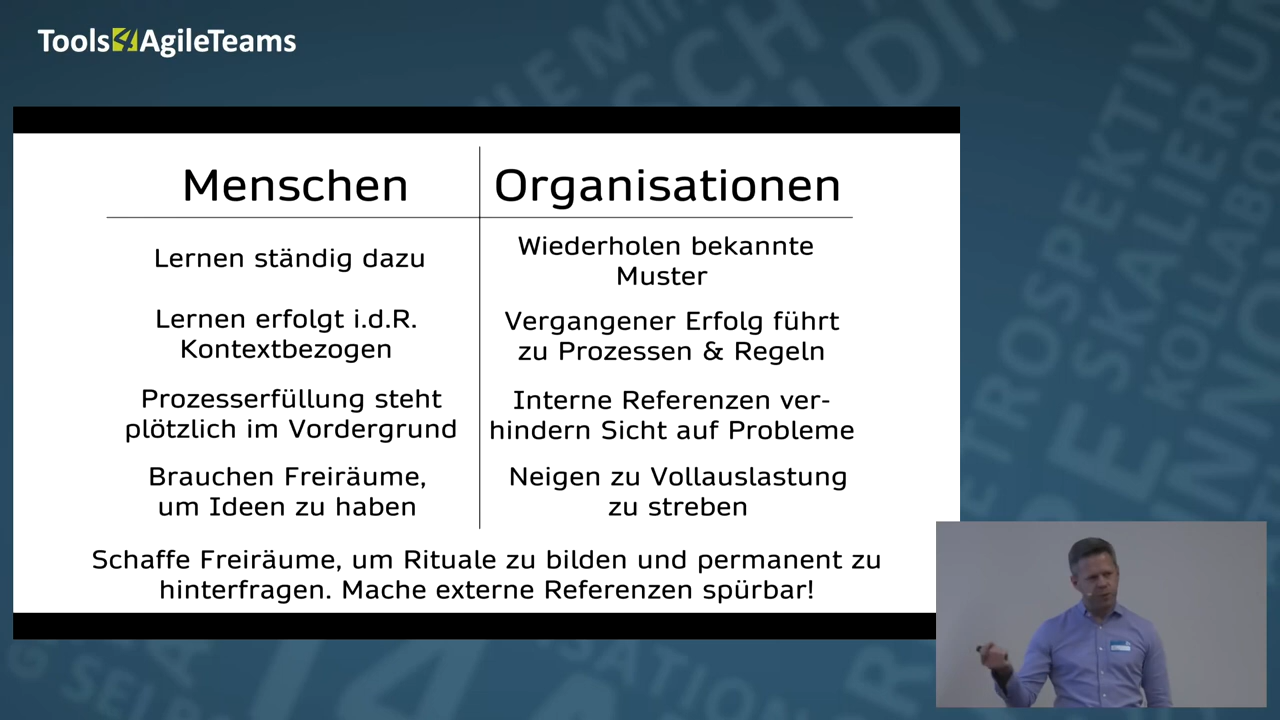 Tools4AgileTeams
Menschen
Organisationen
Lernen ständig dazu
Wiederholen bekannte
Muster
Lernen erfolgt i.d.R.
Kontextbezogen
Vergangener Erfolg führt
zu Prozessen & Regeln
Prozesserfüllung steht
plötzlich im Vordergrund
Interne Referenzen ver-
hindern Sicht auf Probleme
Brauchen Freiräume,
um Ideen zu haben
Neigen zu Vollauslastung
zu streben
Schaffe Freiräume, um Rituale zu bilden und permanent zu
hinterfragen. Mache externe Referenzen spürbar!